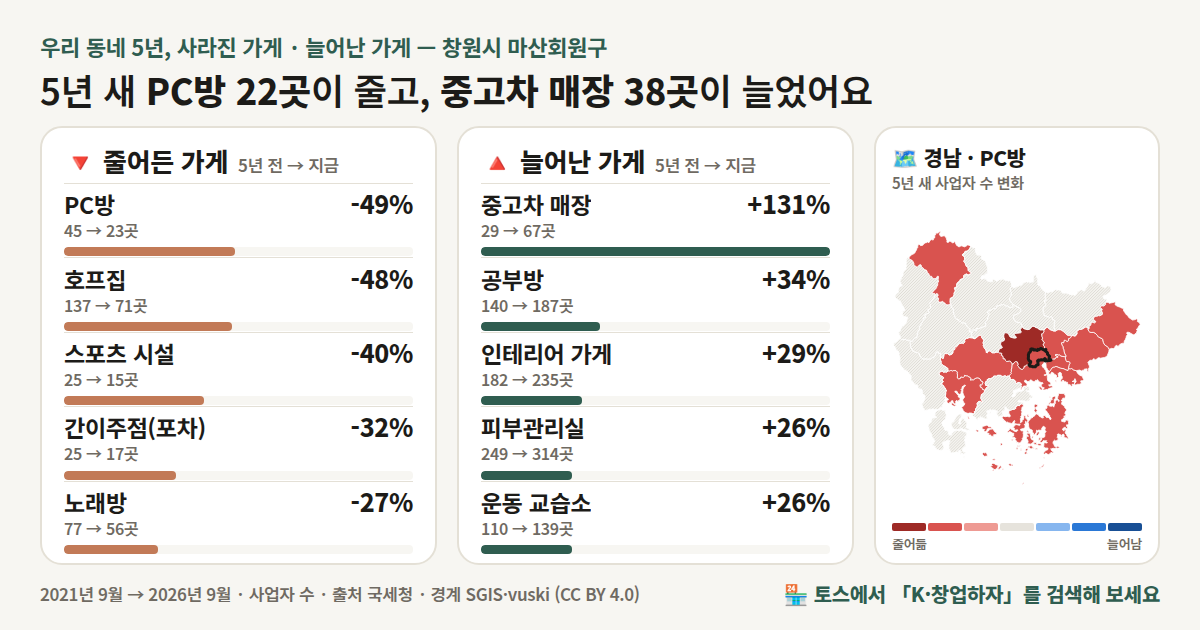 우리 동네 5년, 사라진 가게 · 늘어난 가게 — 창원시 마산회원구
5년 새 PC방 22곳이 줄고, 중고차 매장 38곳이 늘었어요
줄어든 가게 5년 전 → 지금
PC방 -49%
45 → 23곳
호프집 -48%
137 → 71곳
스포츠 시설 -40%
25 → 15곳
간이주점(포차) -32%
25 → 17곳
노래방 -27%
77 → 56곳
늘어난 가게 5년 전 → 지금
중고차 매장 +131%
29 → 67곳
공부방 +34%
140 → 187곳
인테리어 가게 +29%
182 → 235곳
피부관리실 +26%
249 → 314곳
운동 교습소 +26%
110 → 139곳
경남 · PC방
5년 새 사업자 수 변화
줄어듦 늘어남
2021년 9월 → 2026년 9월 · 사업자 수 · 출처 국세청 · 경계 SGIS·vuski (CC BY 4.0)
24
토스에서 「K·창업하자」를 검색해 보세요